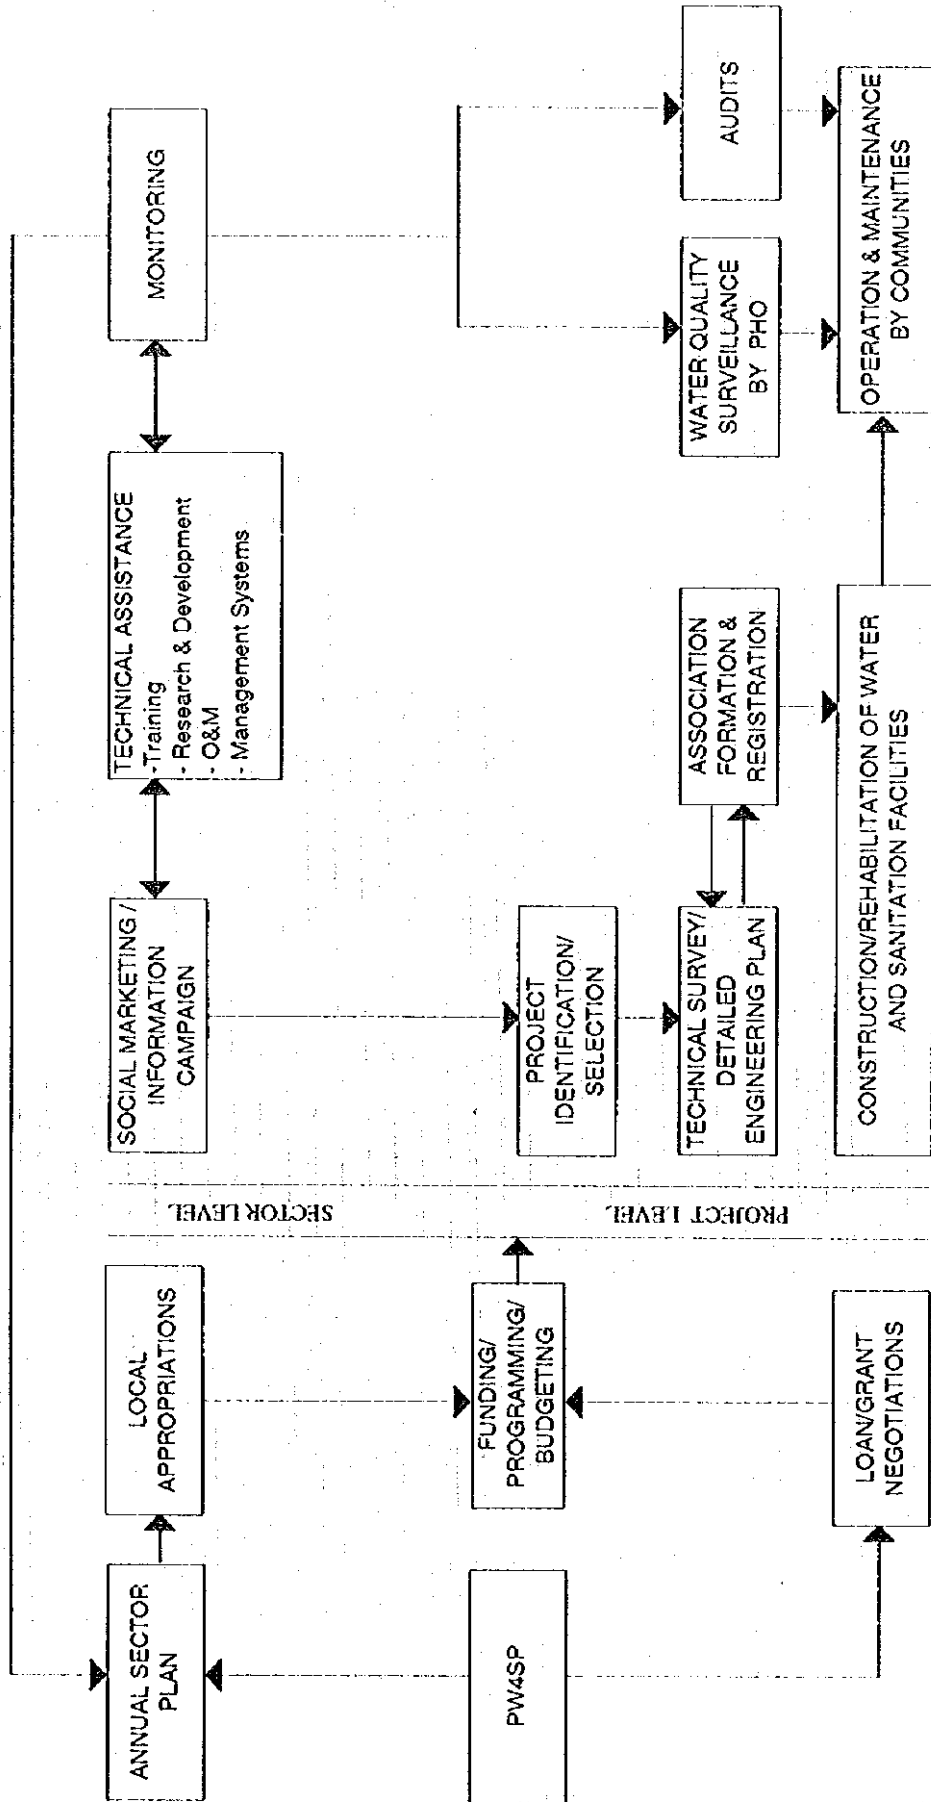 ANNUAL SECTOR
PLAN
LOCAL
APPROPRIATIONS
PW4SP
FUNDING/
PROGRAMMING/
BUDGETING
LOAN/GRANT
NEGOTIATIONS
SECTOR LEVEL
PROJECT LEVEL
SOCIAL MARKETING /
INFORMATION
CAMPAIGN
TECHNICAL ASSISTANCE
- Training
- Research & Development
- O&M
- Management Systems
MONITORING
PROJECT
IDENTIFICATION/
SELECTION
TECHNICAL SURVEY/
DETAILED
ENGINEERING PLAN
ASSOCIATION
FORMATION &
REGISTRATION
WATER QUALITY
SURVEILLANCE
BY PHO
AUDITS
CONSTRUCTION/REHABILITATION OF WATER
AND SANITATION FACILITIES
OPERATION & MAINTENANCE
BY COMMUNITIES